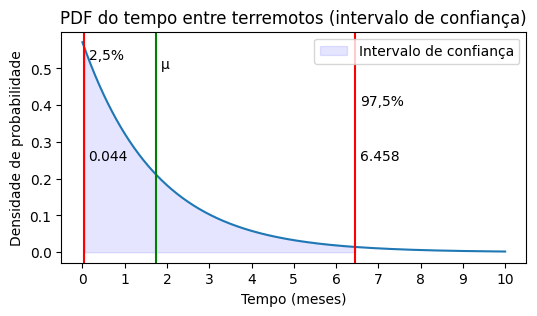 PDF do tempo entre terremotos (intervalo de confiança)
Intervalo de confiança
2,5%
μ
97,5%
0.044
6.458
Densidade de probabilidade
0.5
0.4
0.3
0.2
0.1
0.0
0 1 2 3 4 5 6 7 8 9 10
Tempo (meses)